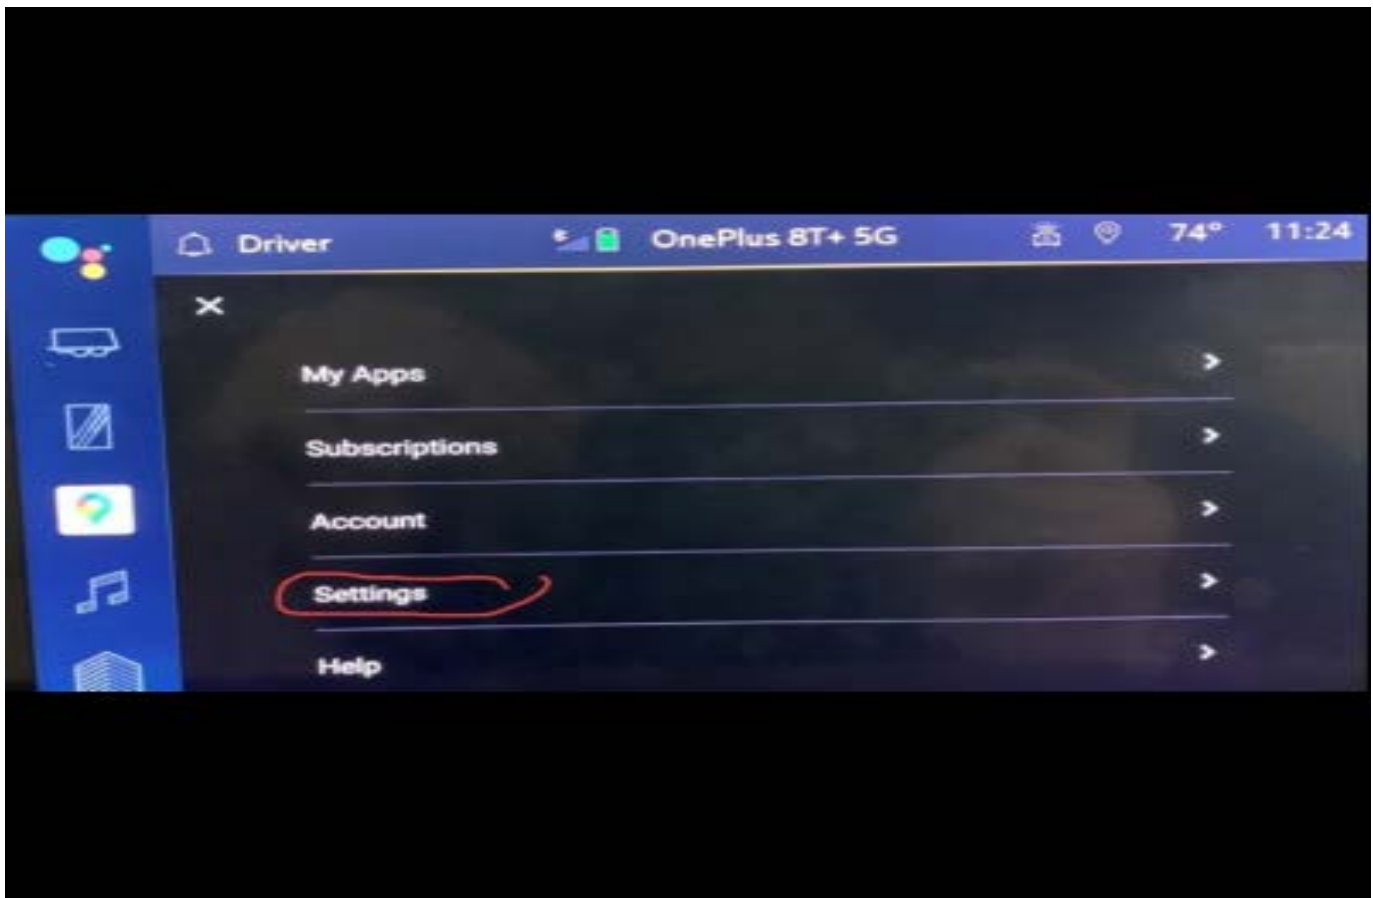 Driver OnePlus 8T+ 5G 74° 11:24
My Apps
Subscriptions
Account
Settings
Help